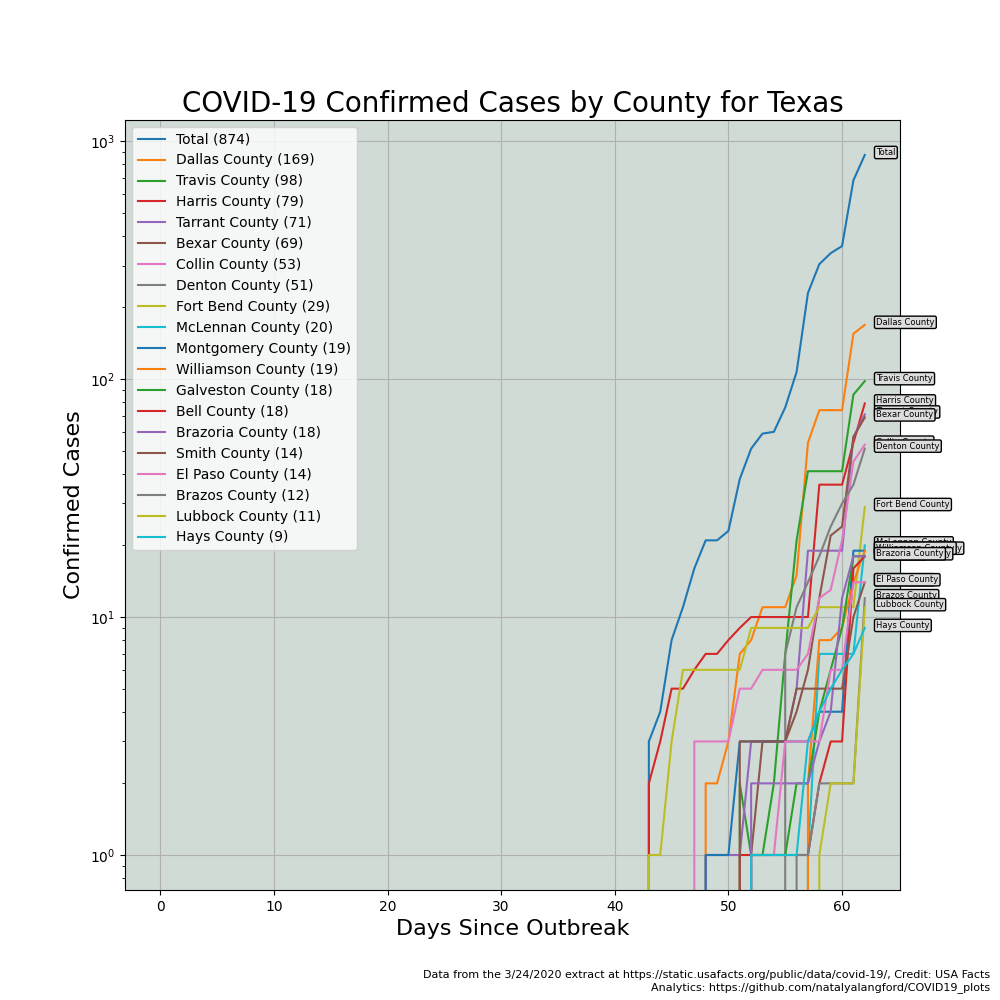 COVID-19 Confirmed Cases by County for Texas
10³
10²
10¹
10⁰
Confirmed Cases
Total (874)
Dallas County (169)
Travis County (98)
Harris County (79)
Tarrant County (71)
Bexar County (69)
Collin County (53)
Denton County (51)
Fort Bend County (29)
McLennan County (20)
Montgomery County (19)
Williamson County (19)
Galveston County (18)
Bell County (18)
Brazoria County (18)
Smith County (14)
El Paso County (14)
Brazos County (12)
Lubbock County (11)
Hays County (9)
Total
Dallas County
Travis County
Harris County
Bexar County
Denton County
Fort Bend County
McLennan County
Williamson County
Brazoria County
El Paso County
Brazos County
Lubbock County
Hays County
0 10 20 30 40 50 60
Days Since Outbreak
Data from the 3/24/2020 extract at https://static.usafacts.org/public/data/covid-19/, Credit: USA Facts
Analytics: https://github.com/natalyalangford/COVID19_plots